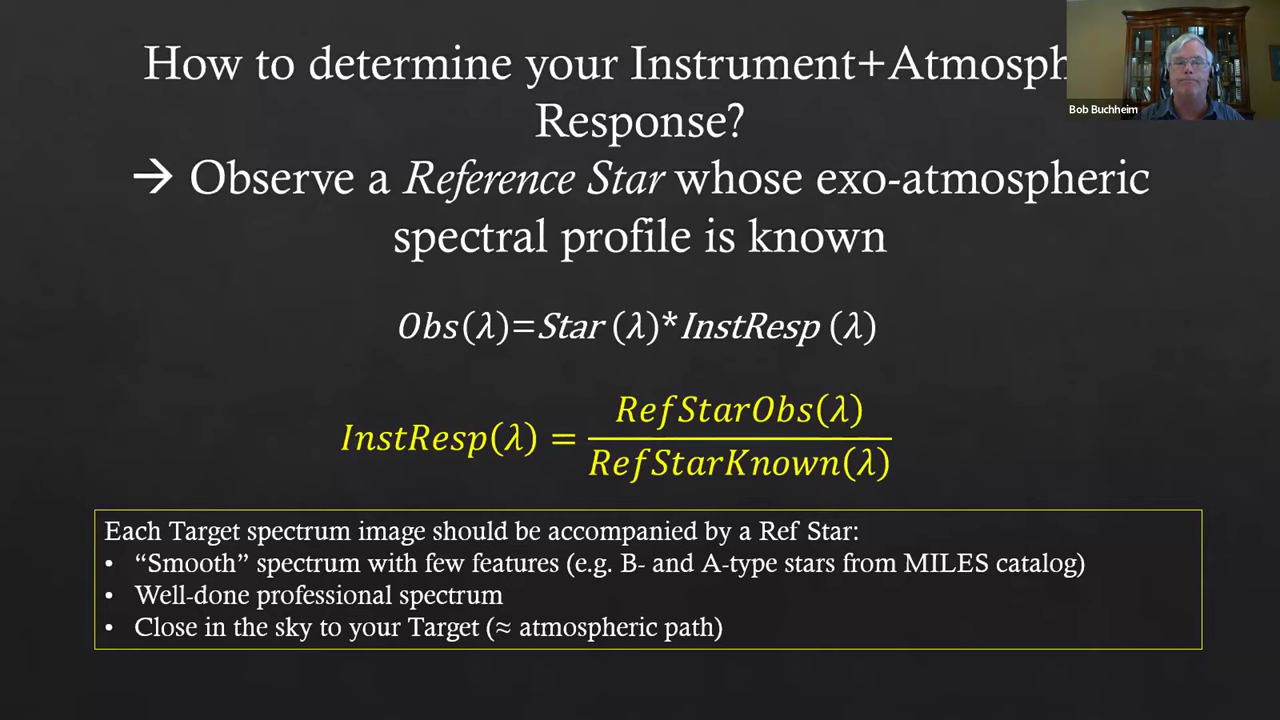 How to determine your Instrument+Atmosph
Response?
→ Observe a Reference Star whose exo-atmospheric
spectral profile is known
Bob Buchheim
Obs(λ)=Star (λ)*InstResp (λ)
InstResp(λ) = RefStarObs(λ)
RefStarKnown(λ)
Each Target spectrum image should be accompanied by a Ref Star:
• “Smooth” spectrum with few features (e.g. B- and A-type stars from MILES catalog)
• Well-done professional spectrum
• Close in the sky to your Target (≈ atmospheric path)